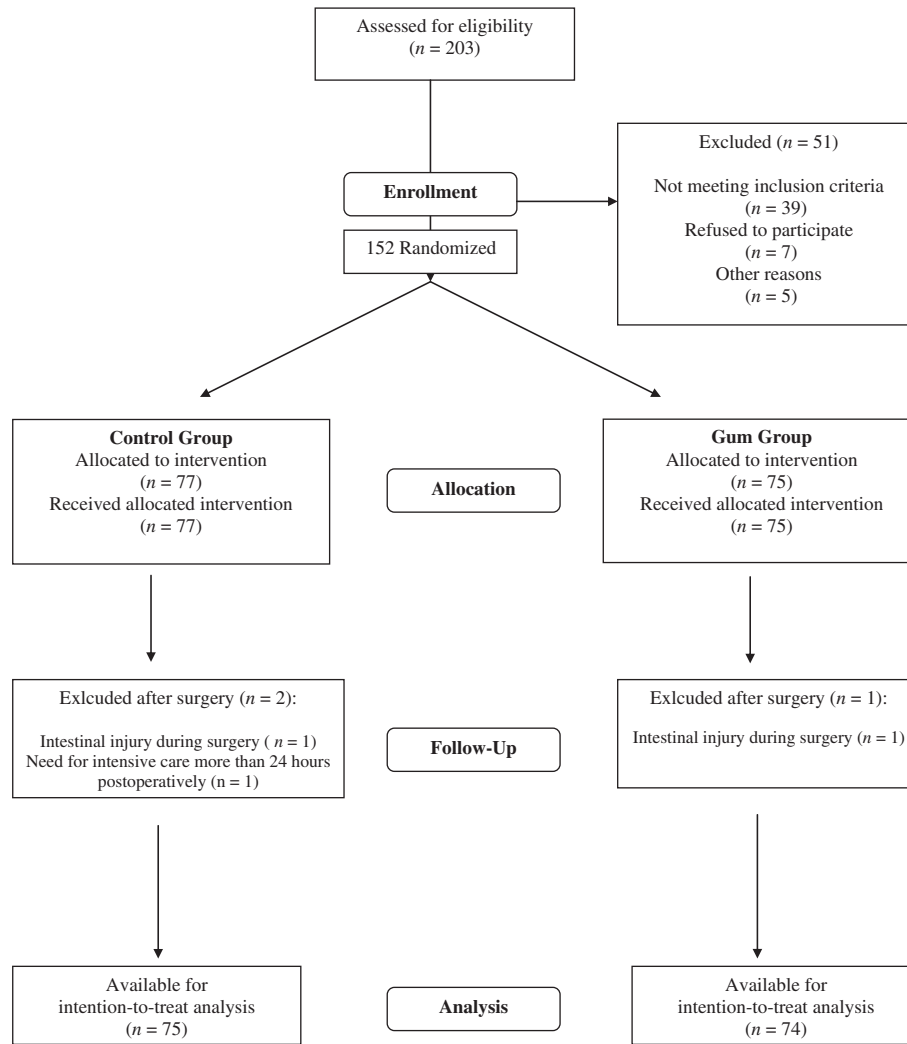 Assessed for eligibility
(n = 203)
Excluded (n = 51)
Not meeting inclusion criteria
(n = 39)
Refused to participate
(n = 7)
Other reasons
(n = 5)
Enrollment
152 Randomized
Control Group
Allocated to intervention
(n = 77)
Received allocated intervention
(n = 77)
Allocation
Gum Group
Allocated to intervention
(n = 75)
Received allocated intervention
(n = 75)
Exlcuded after surgery (n = 2):
Intestinal injury during surgery ( n = 1)
Need for intensive care more than 24 hours
postoperatively (n = 1)
Follow-Up
Exlcuded after surgery (n = 1):
Intestinal injury during surgery (n = 1)
Available for
intention-to-treat analysis
(n = 75)
Analysis
Available for
intention-to-treat analysis
(n = 74)